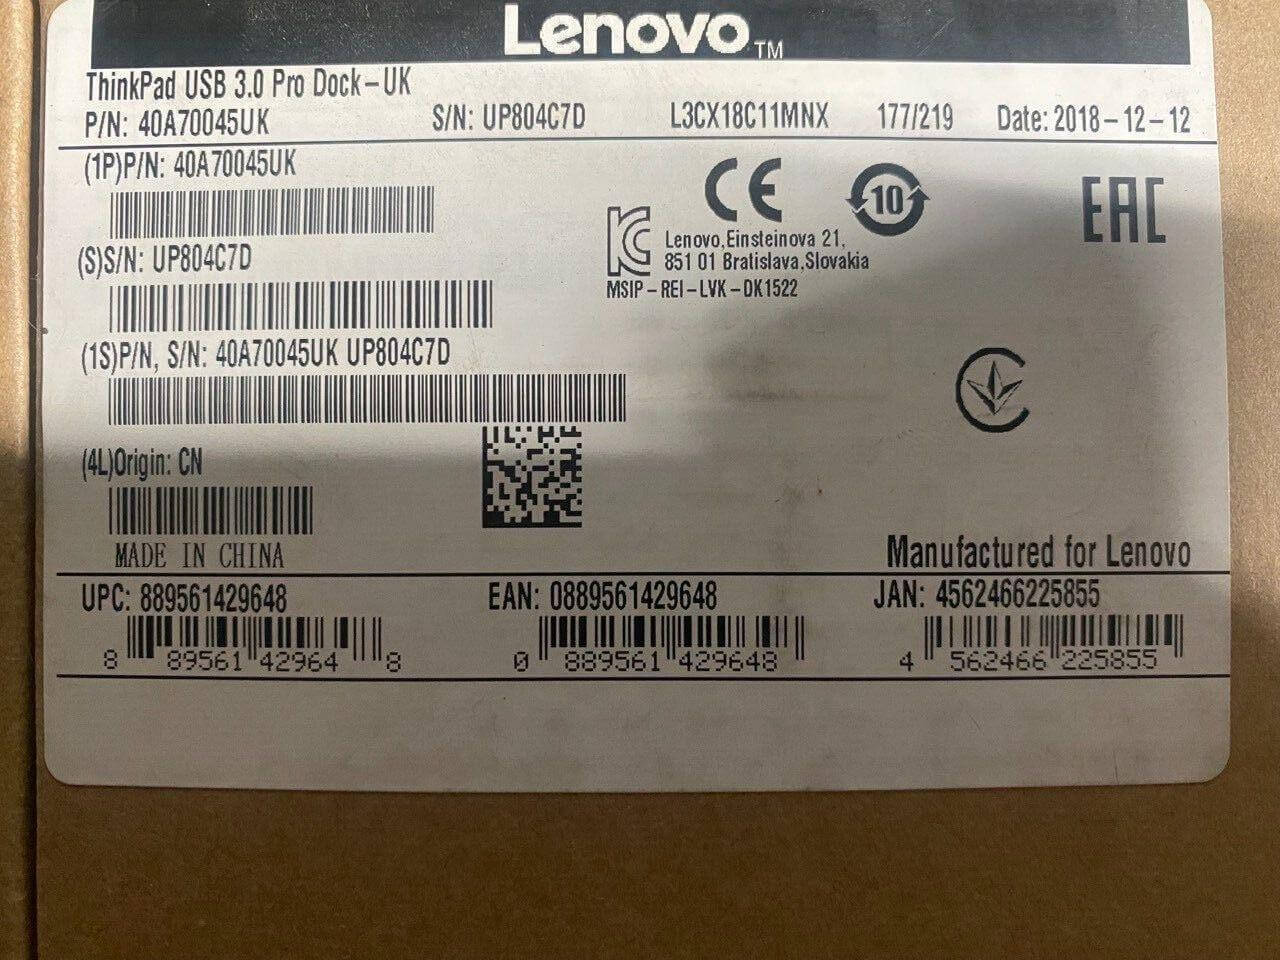 Lenovo™
ThinkPad USB 3.0 Pro Dock-UK
P/N: 40A70045UK S/N: UP804C7D L3CX18C11MNX 177/219 Date: 2018-12-12
(1P)P/N: 40A70045UK
(S)S/N: UP804C7D
(1S)P/N, S/N: 40A70045UK UP804C7D
(4L)Origin: CN
MADE IN CHINA
CE
10
EAC
KC
Lenovo,Einsteinova 21,
851 01 Bratislava,Slovakia
MSIP-REI-LVK-DK1522
Manufactured for Lenovo
UPC: 889561429648
8 89561 42964 8
EAN: 0889561429648
0 889561 429648
JAN: 4562466225855
4 562466 225855